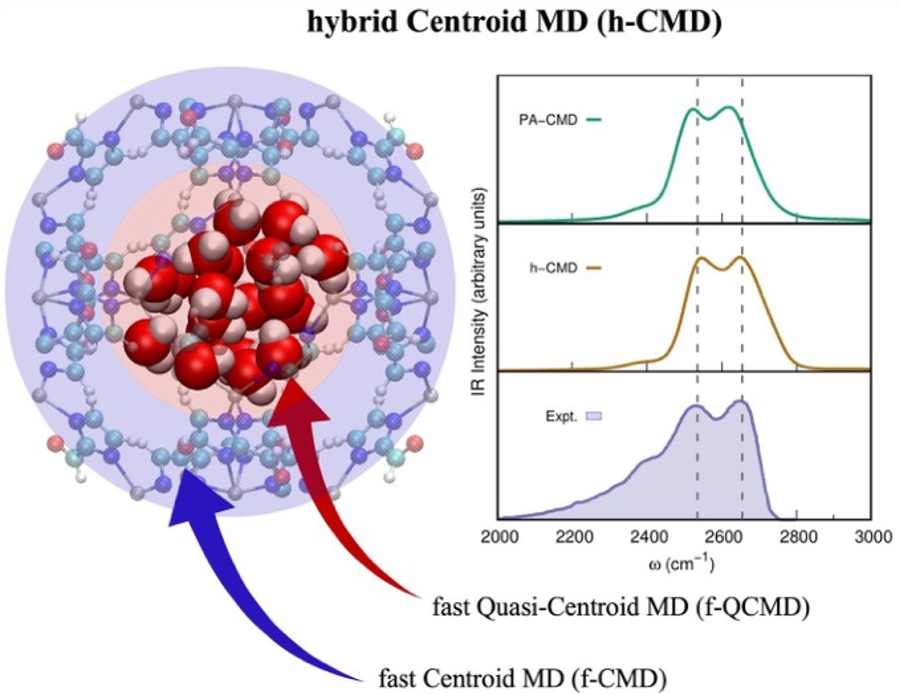 hybrid Centroid MD (h-CMD)
PA-CMD
h-CMD
Expt.
IR Intensity (arbitrary units)
2000 2200 2400 2600 2800 3000
ω (cm⁻¹)
fast Quasi-Centroid MD (f-QCMD)
fast Centroid MD (f-CMD)